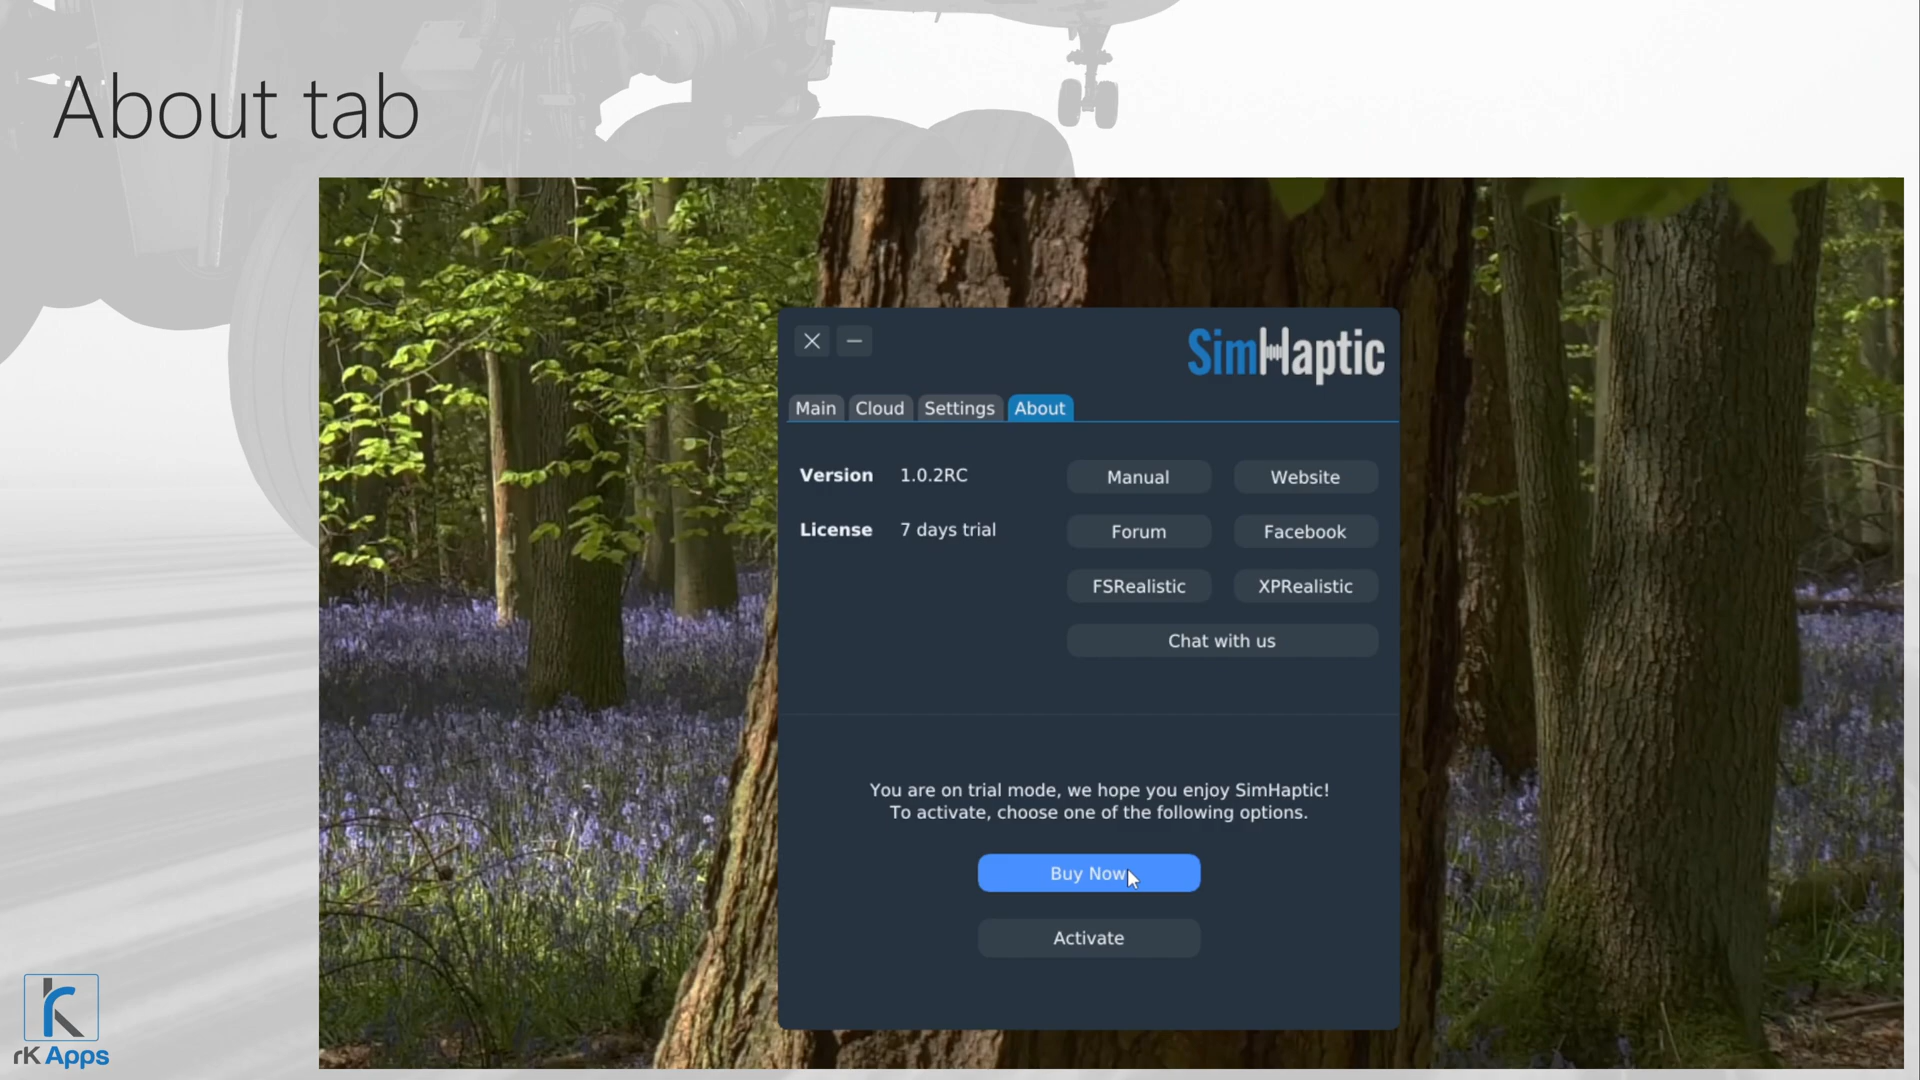 About tab
SimHaptic
Main Cloud Settings About
Version 1.0.2RC Manual Website
License 7 days trial Forum Facebook
FSRealistic XPRealistic
Chat with us
You are on trial mode, we hope you enjoy SimHaptic!
To activate, choose one of the following options.
Buy Now
Activate
rK Apps